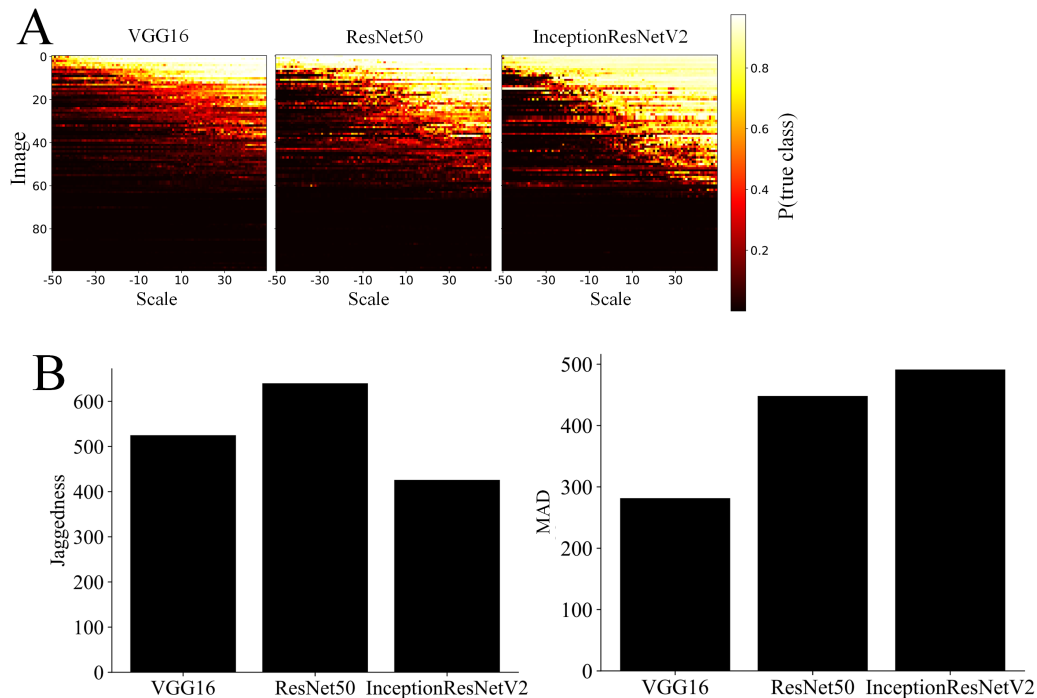 A
VGG16
ResNet50
InceptionResNetV2
Image
0
20
40
60
80
-50 -30 -10 10 30
-50 -30 -10 10 30
-50 -30 -10 10 30
Scale
Scale
Scale
0.8
0.6
0.4
0.2
P(true class)
B
Jaggedness
600
500
400
300
200
100
0
VGG16 ResNet50 InceptionResNetV2
MAD
500
400
300
200
100
0
VGG16 ResNet50 InceptionResNetV2